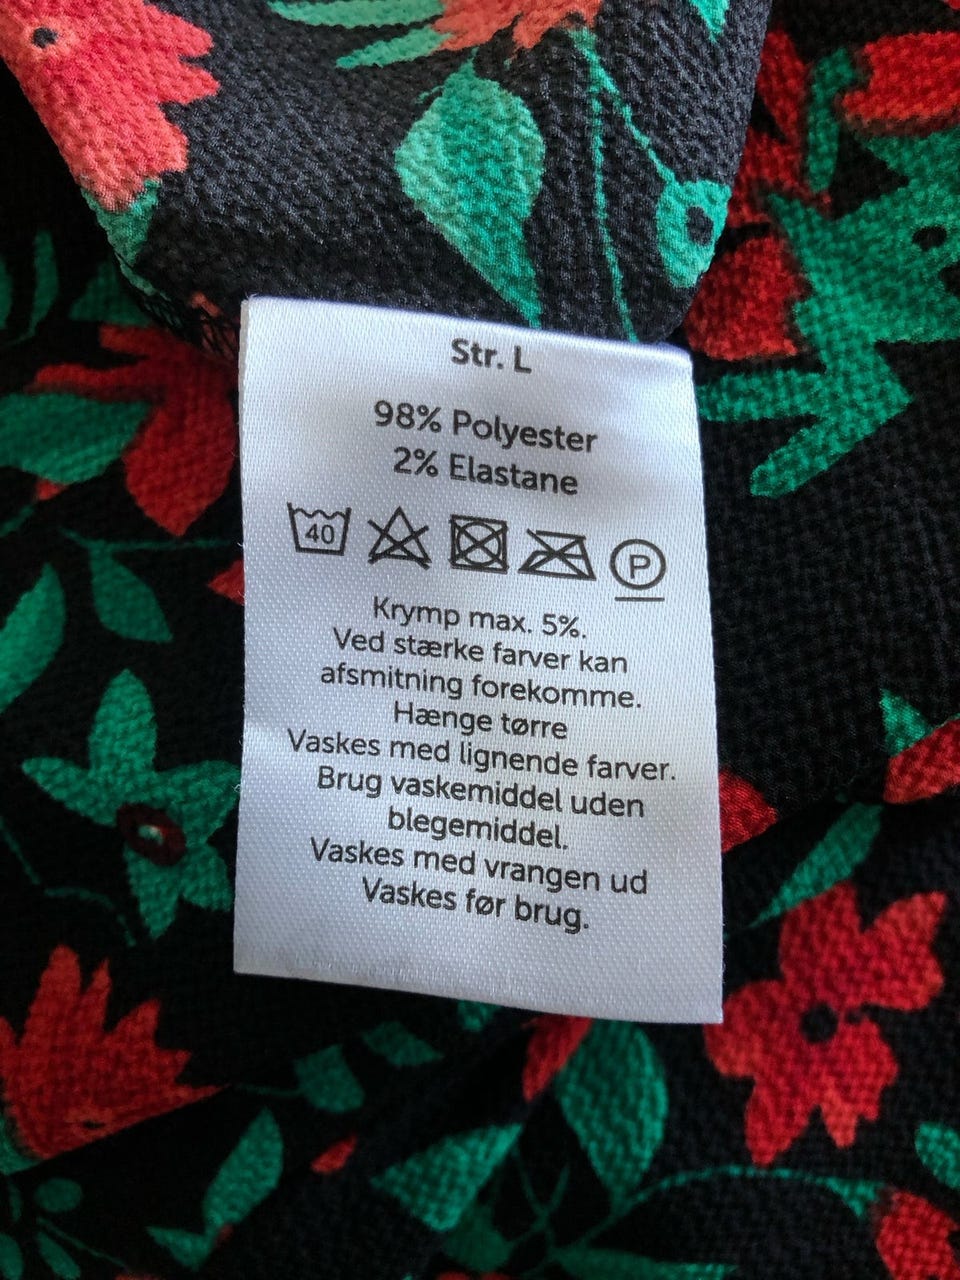 Str. L
98% Polyester
2% Elastane
40 P
Krymp max. 5%.
Ved stærke farver kan
afsmitning forekomme.
Hænge tørre
Vaskes med lignende farver.
Brug vaskemiddel uden
blegemiddel.
Vaskes med vrangen ud
Vaskes før brug.